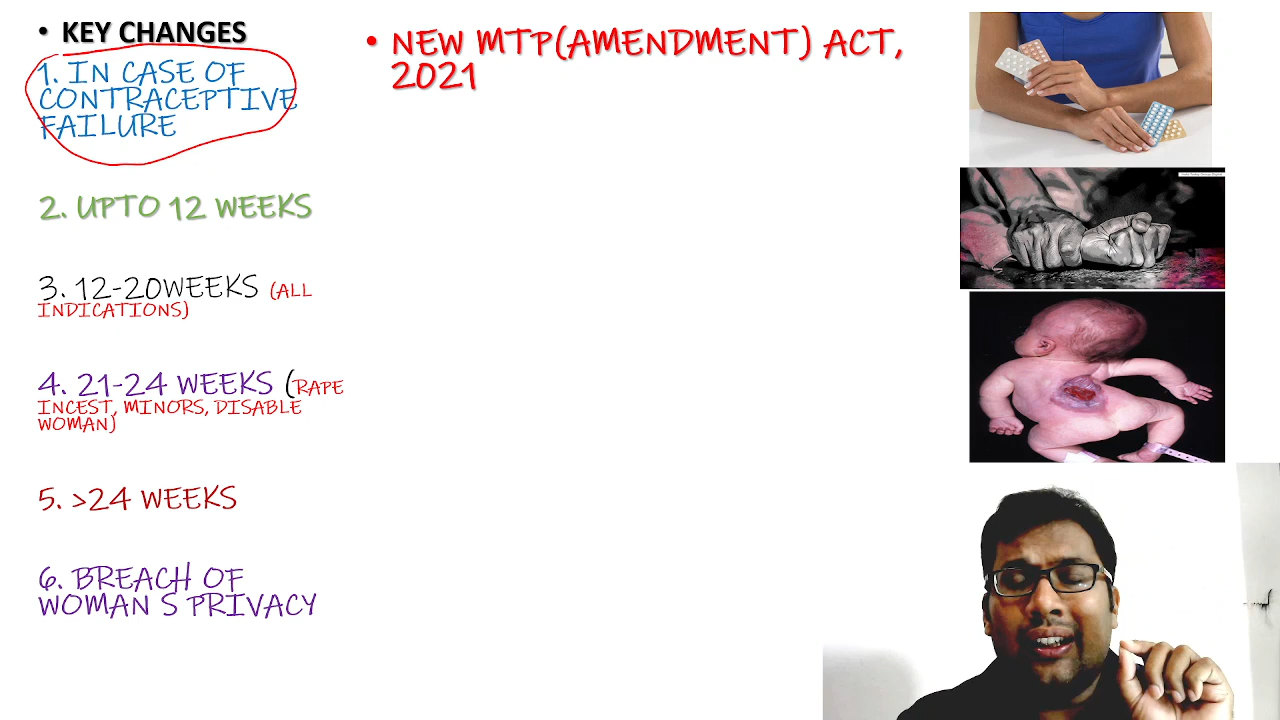 • KEY CHANGES
1. IN CASE OF
CONTRACEPTIVE
FAILURE
2. UPTO 12 WEEKS
3. 12-20WEEKS (ALL
INDICATIONS)
4. 21-24 WEEKS (RAPE
INCEST, MINORS, DISABLE
WOMAN)
5. >24 WEEKS
6. BREACH OF
WOMAN S PRIVACY
• NEW MTP(AMENDMENT) ACT,
2021